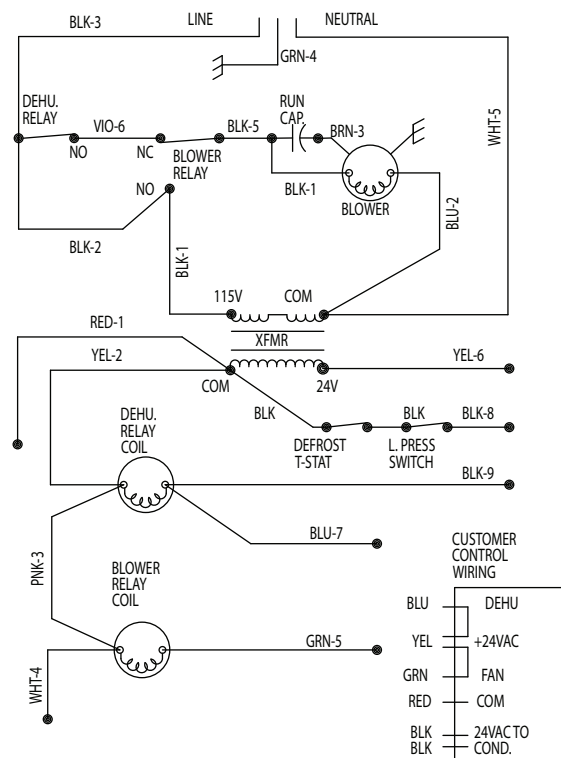 BLK-3
LINE
NEUTRAL
GRN-4
DEHU.
RELAY
VIO-6
NO
NC
BLOWER
RELAY
BLK-5
RUN
CAP.
BRN-3
WHT-5
BLK-1
BLOWER
BLU-2
NO
BLK-2
BLK-1
115V
COM
XFMR
RED-1
YEL-2
COM
24V
YEL-6
BLK
BLK
BLK-8
DEFROST
T-STAT
L. PRESS
SWITCH
DEHU.
RELAY
COIL
BLK-9
BLU-7
PNK-3
BLOWER
RELAY
COIL
GRN-5
WHT-4
CUSTOMER
CONTROL
WIRING
BLU DEHU
YEL +24VAC
GRN FAN
RED COM
BLK 24VAC TO
BLK COND.